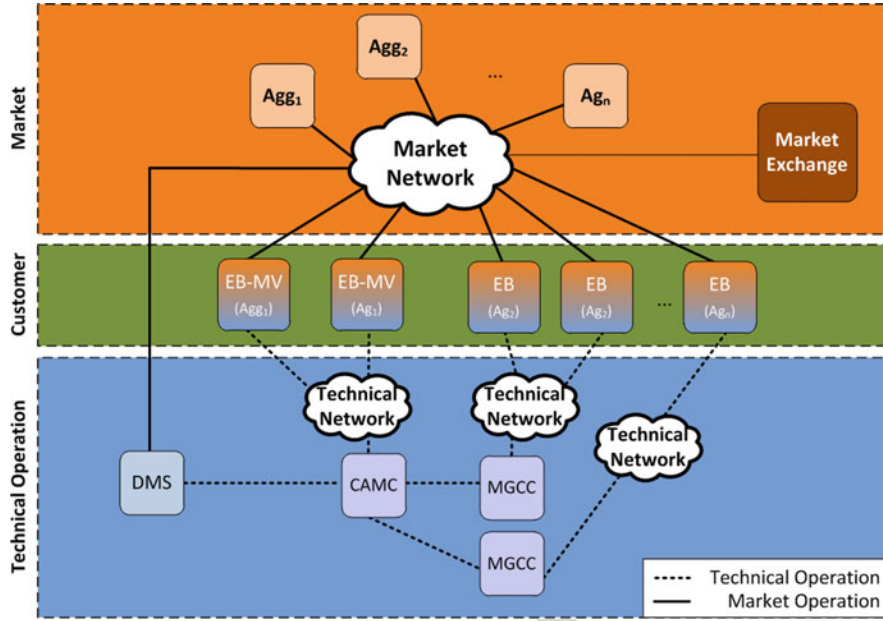 Market
Agg1
Agg2
...
Agn
Market
Network
Market
Exchange
Customer
EB-MV
(Agg1)
EB-MV
(Ag1)
EB
(Ag2)
EB
(Ag2)
...
EB
(Agn)
Technical Operation
Technical
Network
Technical
Network
Technical
Network
DMS
CAMC
MGCC
MGCC
Technical Operation
Market Operation